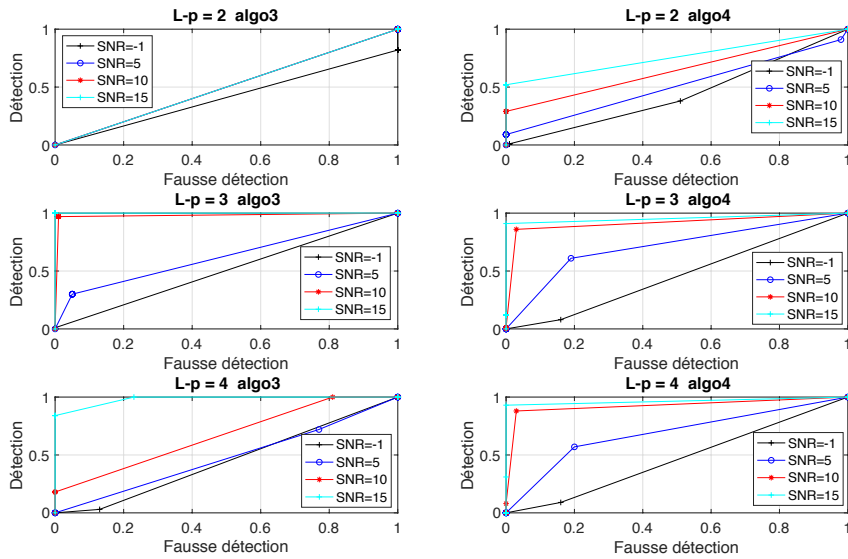 L-p = 2 algo3
Détection
1
0.5
0
SNR=-1
SNR=5
SNR=10
SNR=15
0 0.2 0.4 0.6 0.8 1
Fausse détection
L-p = 2 algo4
Détection
1
0.5
0
SNR=-1
SNR=5
SNR=10
SNR=15
0 0.2 0.4 0.6 0.8 1
Fausse détection
L-p = 3 algo3
Détection
1
0.5
0
SNR=-1
SNR=5
SNR=10
SNR=15
0 0.2 0.4 0.6 0.8 1
Fausse détection
L-p = 3 algo4
Détection
1
0.5
0
SNR=-1
SNR=5
SNR=10
SNR=15
0 0.2 0.4 0.6 0.8 1
Fausse détection
L-p = 4 algo3
Détection
1
0.5
0
SNR=-1
SNR=5
SNR=10
SNR=15
0 0.2 0.4 0.6 0.8 1
Fausse détection
L-p = 4 algo4
Détection
1
0.5
0
SNR=-1
SNR=5
SNR=10
SNR=15
0 0.2 0.4 0.6 0.8 1
Fausse détection